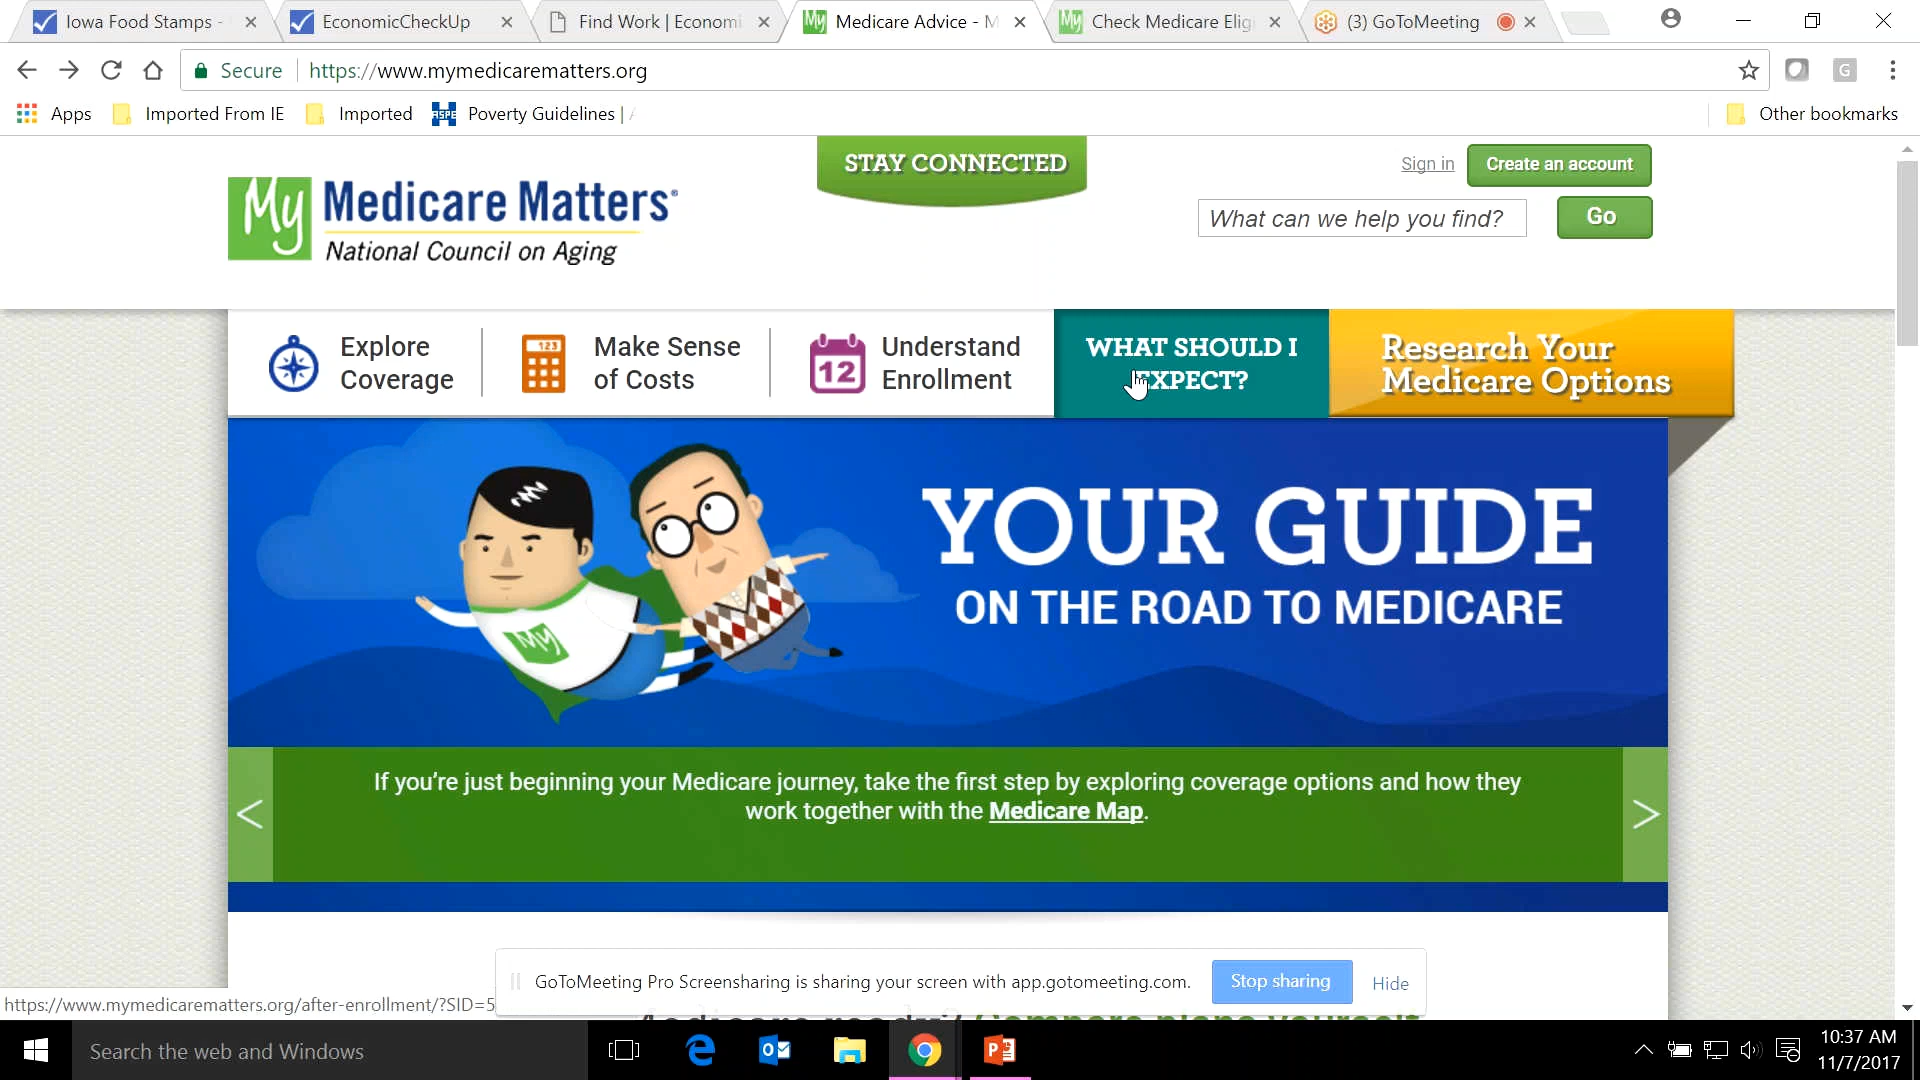 Iowa Food Stamps -
EconomicCheckUp
Find Work | Economi
Medicare Advice - M
Check Medicare Elig
(3) GoToMeeting
Secure
https://www.mymedicarematters.org
G
Apps
Imported From IE
Imported
ASPE
Poverty Guidelines |
Other bookmarks
My
Medicare Matters®
National Council on Aging
STAY CONNECTED
Sign in
Create an account
What can we help you find?
Go
Explore
Coverage
123
Make Sense
of Costs
12
Understand
Enrollment
WHAT SHOULD I
EXPECT?
Research Your
Medicare Options
My
YOUR GUIDE
ON THE ROAD TO MEDICARE
<
If you're just beginning your Medicare journey, take the first step by exploring coverage options and how they
work together with the Medicare Map.
>
GoToMeeting Pro Screensharing is sharing your screen with app.gotomeeting.com.
Stop sharing
Hide
https://www.mymedicarematters.org/after-enrollment/?SID=5
Search the web and Windows
10:37 AM
11/7/2017